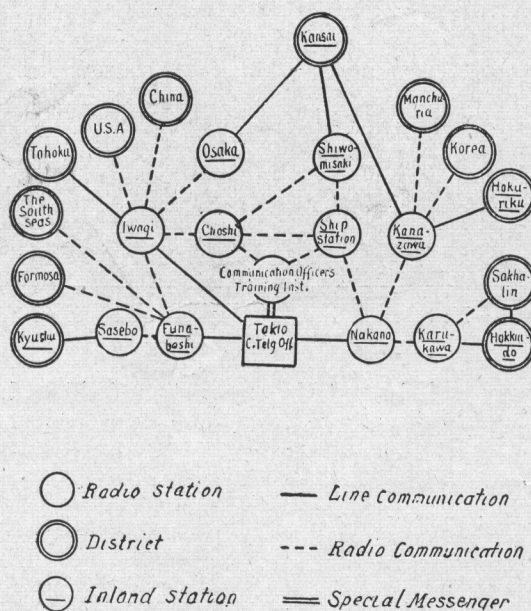 Kansai
China
Manchu
ria
U.S.A
Korea
Tohoku
Osaka
Shiwo-
misaki
Hoku-
riku
The
South
seas
Iwagi
Choshi
Ship
station
Kana-
zawa
Formosa
Communication Officers
Training Inst.
Sakha-
lin
Kyushu
Sasebo
Funa-
boshi
Tokio
C.Telg Off.
Nakano
Karu-
kawa
Hokkai-
do
Radio station
Line Communication
District
Radio Communication
Inland station
Special Messenger